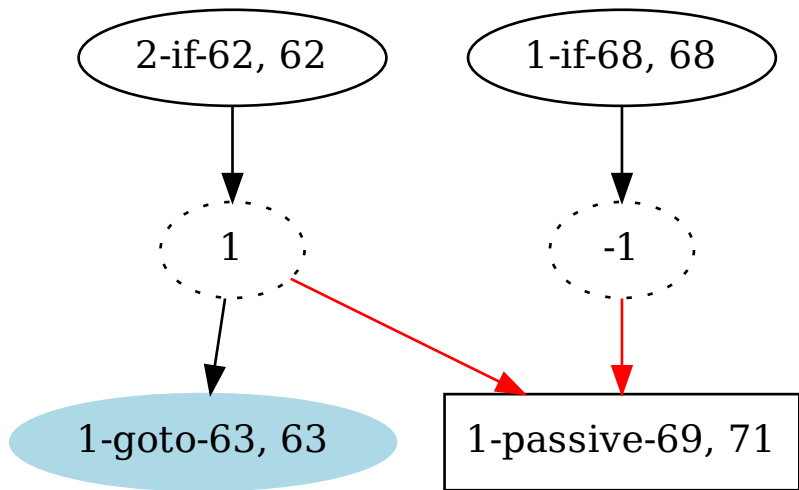 2-if-62, 62
1-if-68, 68
1
-1
1-goto-63, 63
1-passive-69, 71